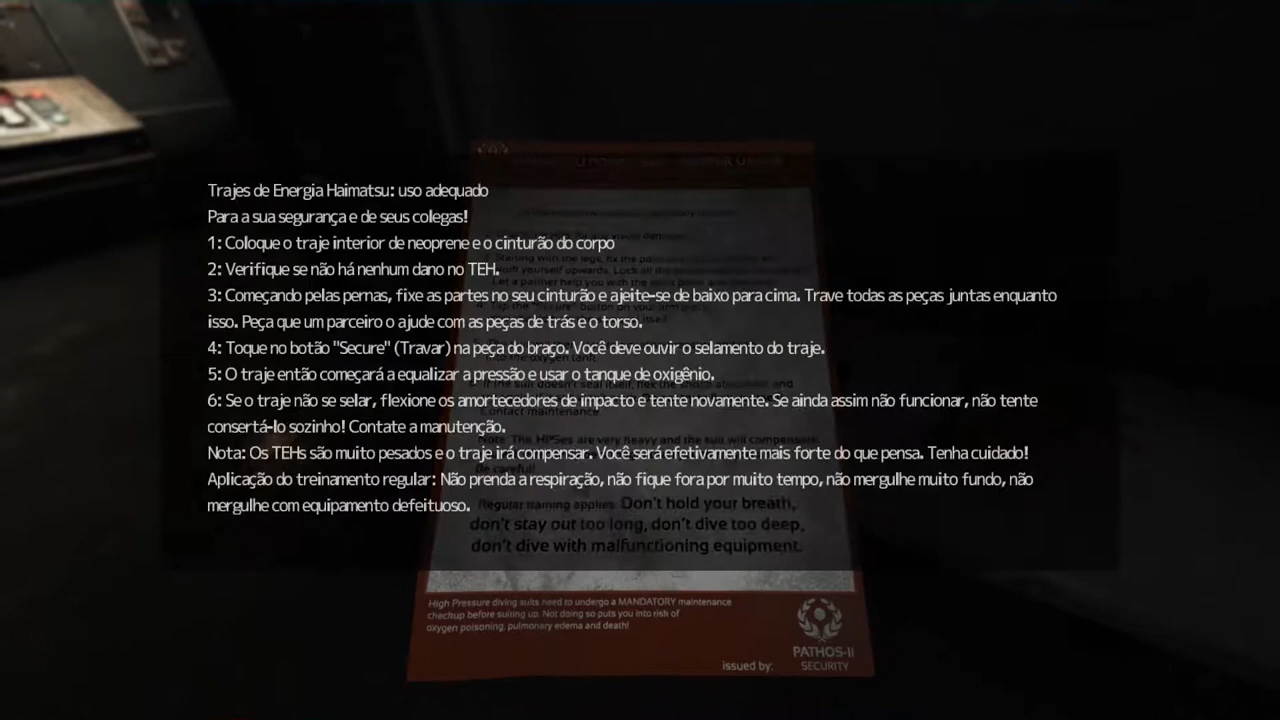 Trajes de Energia Haimatsu: uso adequado
Para a sua segurança e de seus colegas!
1: Coloque o traje interior de neoprene e o cinturão do corpo
2: Verifique se não há nenhum dano no TEH.
3: Começando pelas pernas, fixe as partes no seu cinturão e ajeite-se de baixo para cima. Trave todas as peças juntas enquanto
isso. Peça que um parceiro o ajude com as peças de trás e o torso.
4: Toque no botão "Secure" (Travar) na peça do braço. Você deve ouvir o selamento do traje.
5: O traje então começará a equalizar a pressão e usar o tanque de oxigênio.
6: Se o traje não se selar, flexione os amortecedores de impacto e tente novamente. Se ainda assim não funcionar, não tente
consertá-lo sozinho! Contate a manutenção.
Nota: Os TEHs são muito pesados e o traje irá compensar. Você será efetivamente mais forte do que pensa. Tenha cuidado!
Aplicação do treinamento regular: Não prenda a respiração, não fique fora por muito tempo, não mergulhe muito fundo, não
mergulhe com equipamento defeituoso.
Regular training applies: Don't hold your breath,
don't stay out too long, don't dive too deep,
don't dive with malfunctioning equipment.
High Pressure diving suits need to undergo a MANDATORY maintenance
checkup before suiting up. Not doing so puts you into risk of
oxygen poisoning, pulmonary edema and death!
issued by:
PATHOS-II
SECURITY